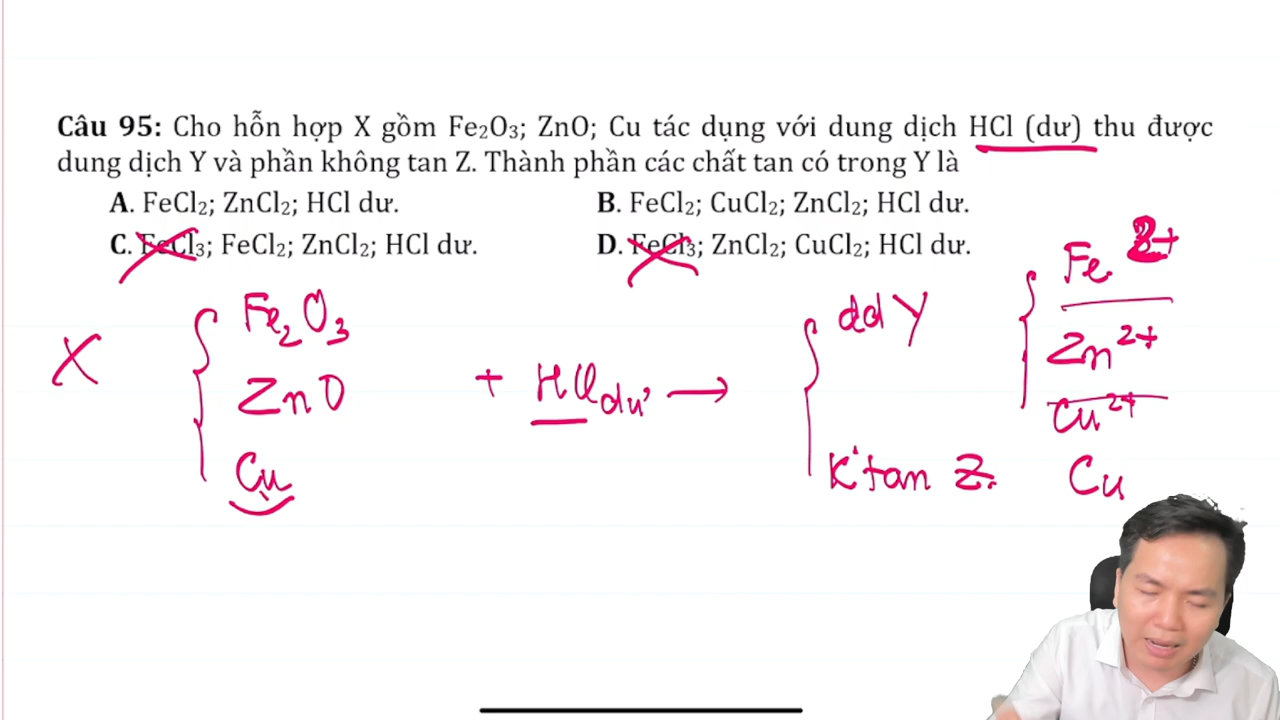 Câu 95: Cho hỗn hợp X gồm Fe₂O₃; ZnO; Cu tác dụng với dung dịch HCl (dư) thu được
dung dịch Y và phần không tan Z. Thành phần các chất tan có trong Y là
A. FeCl₂; ZnCl₂; HCl dư.
B. FeCl₂; CuCl₂; ZnCl₂; HCl dư.
C. FeCl₃; FeCl₂; ZnCl₂; HCl dư.
D. FeCl₃; ZnCl₂; CuCl₂; HCl dư.
X
Fe₂O₃
ZnO
Cu
+ HCl dư →
dd Y
Fe²⁺
Zn²⁺
Cu²⁺
K tan Z.
Cu